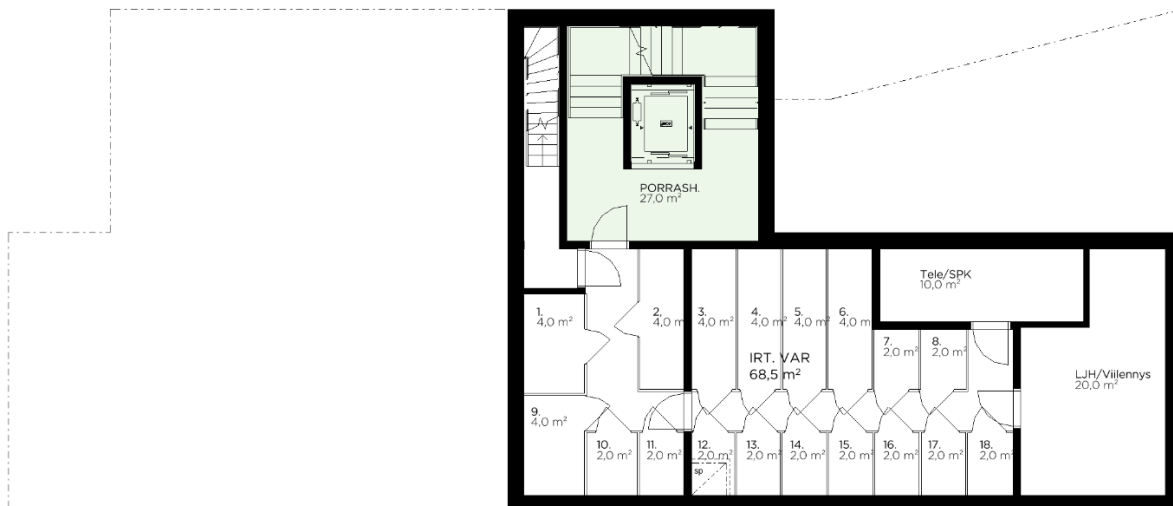 PORRASH.
27,0 m²
Tele/SPK
10,0 m²
1.
4,0 m²
2.
4,0 m²
3.
4,0 m²
4.
4,0 m²
5.
4,0 m²
6.
4,0 m²
7.
2,0 m²
8.
2,0 m²
IRT. VAR
68,5 m²
LJH/Viilennys
20,0 m²
9.
4,0 m²
10.
2,0 m²
11.
2,0 m²
12.
2,0 m²
13.
2,0 m²
14.
2,0 m²
15.
2,0 m²
16.
2,0 m²
17.
2,0 m²
18.
2,0 m²
sp